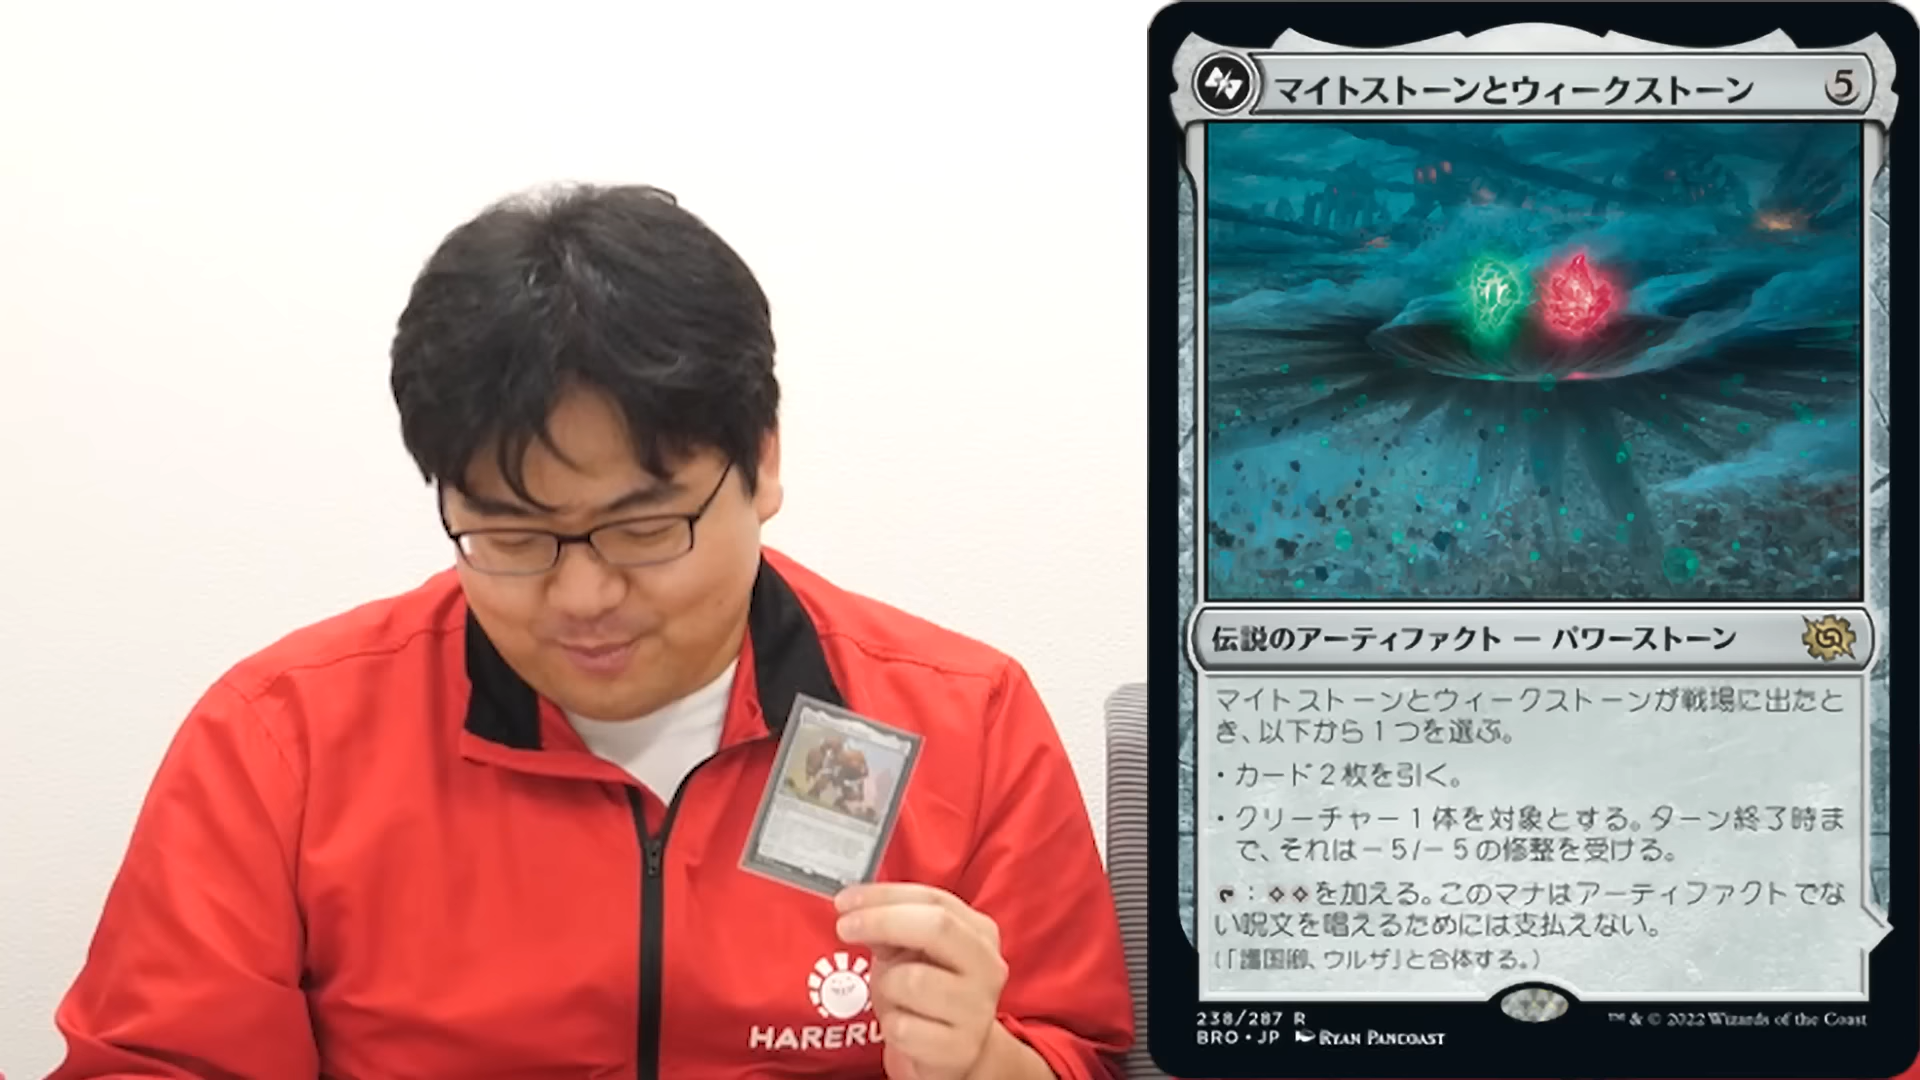 マイトストーンとウィークストーン 5
伝説のアーティファクト ― パワーストーン
マイトストーンとウィークストーンが戦場に出たと
き、以下から1つを選ぶ。
・カード2枚を引く。
・クリーチャー1体を対象とする。ターン終了時ま
で、それは－5/－5の修整を受ける。
：を加える。このマナはアーティファクトでな
い呪文を唱えるためには支払えない。
(「護国卿、ウルザ」と合体する。)
238/287 R
BRO・JP RYAN PANCOAST
™ & © 2022 Wizards of the Coast
HARERU